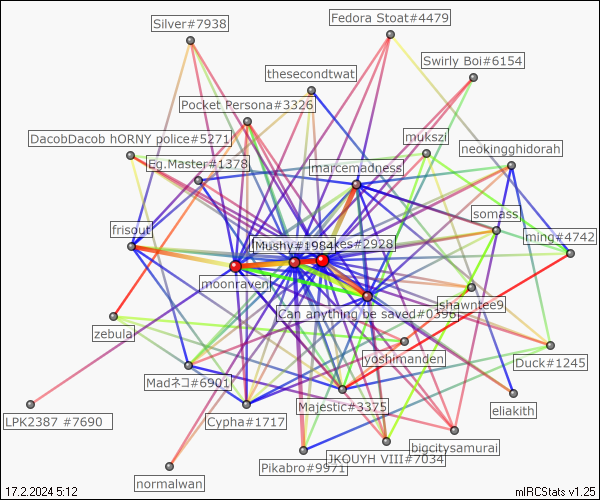 Fedora Stoat#4479
Silver#7938
Swirly Boi#6154
thesecondtwat
Pocket Persona#3326
DacobDacob hORNY police#5271
mukszi
neokingghidorah
Eg.Master#1378
marcemadness
somass
frisout
ming#4742
Mushy#1984
kes#2928
moonraven
Can anything be saved#0396
shawntee9
zebula
yoshimanden
Duck#1245
Madネコ#6901
eliakith
LPK2387 #7690
Majestic#3375
Cypha#1717
bigcitysamurai
JKOUYH VIII#7034
Pikabro#9971
normalwan
17.2.2024 5:12
mIRCStats v1.25